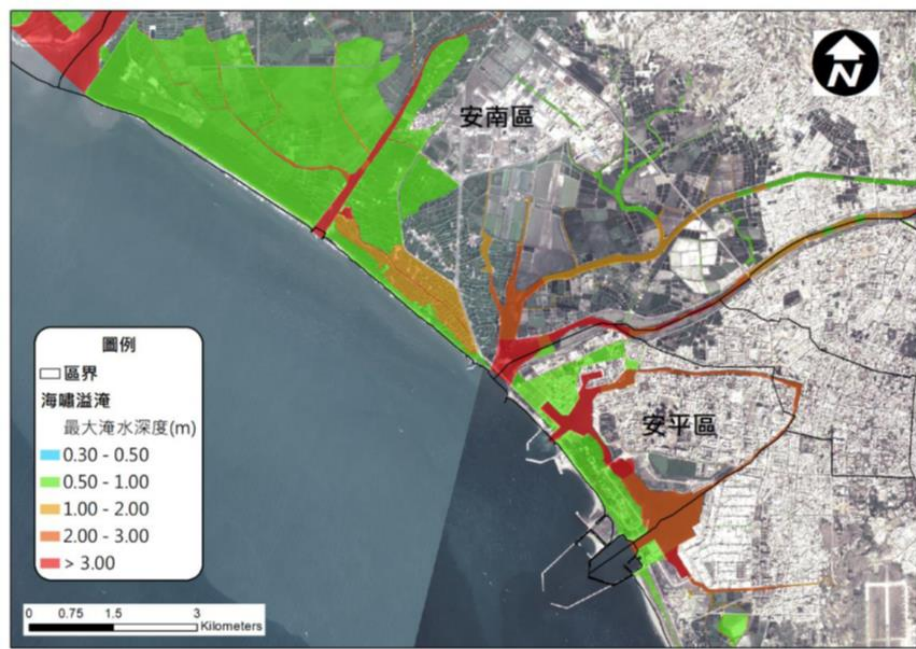 N
安南區
安平區
圖例
區界
海嘯溢淹
最大淹水深度(m)
0.30 - 0.50
0.50 - 1.00
1.00 - 2.00
2.00 - 3.00
> 3.00
0 0.75 1.5 3
Kilometers